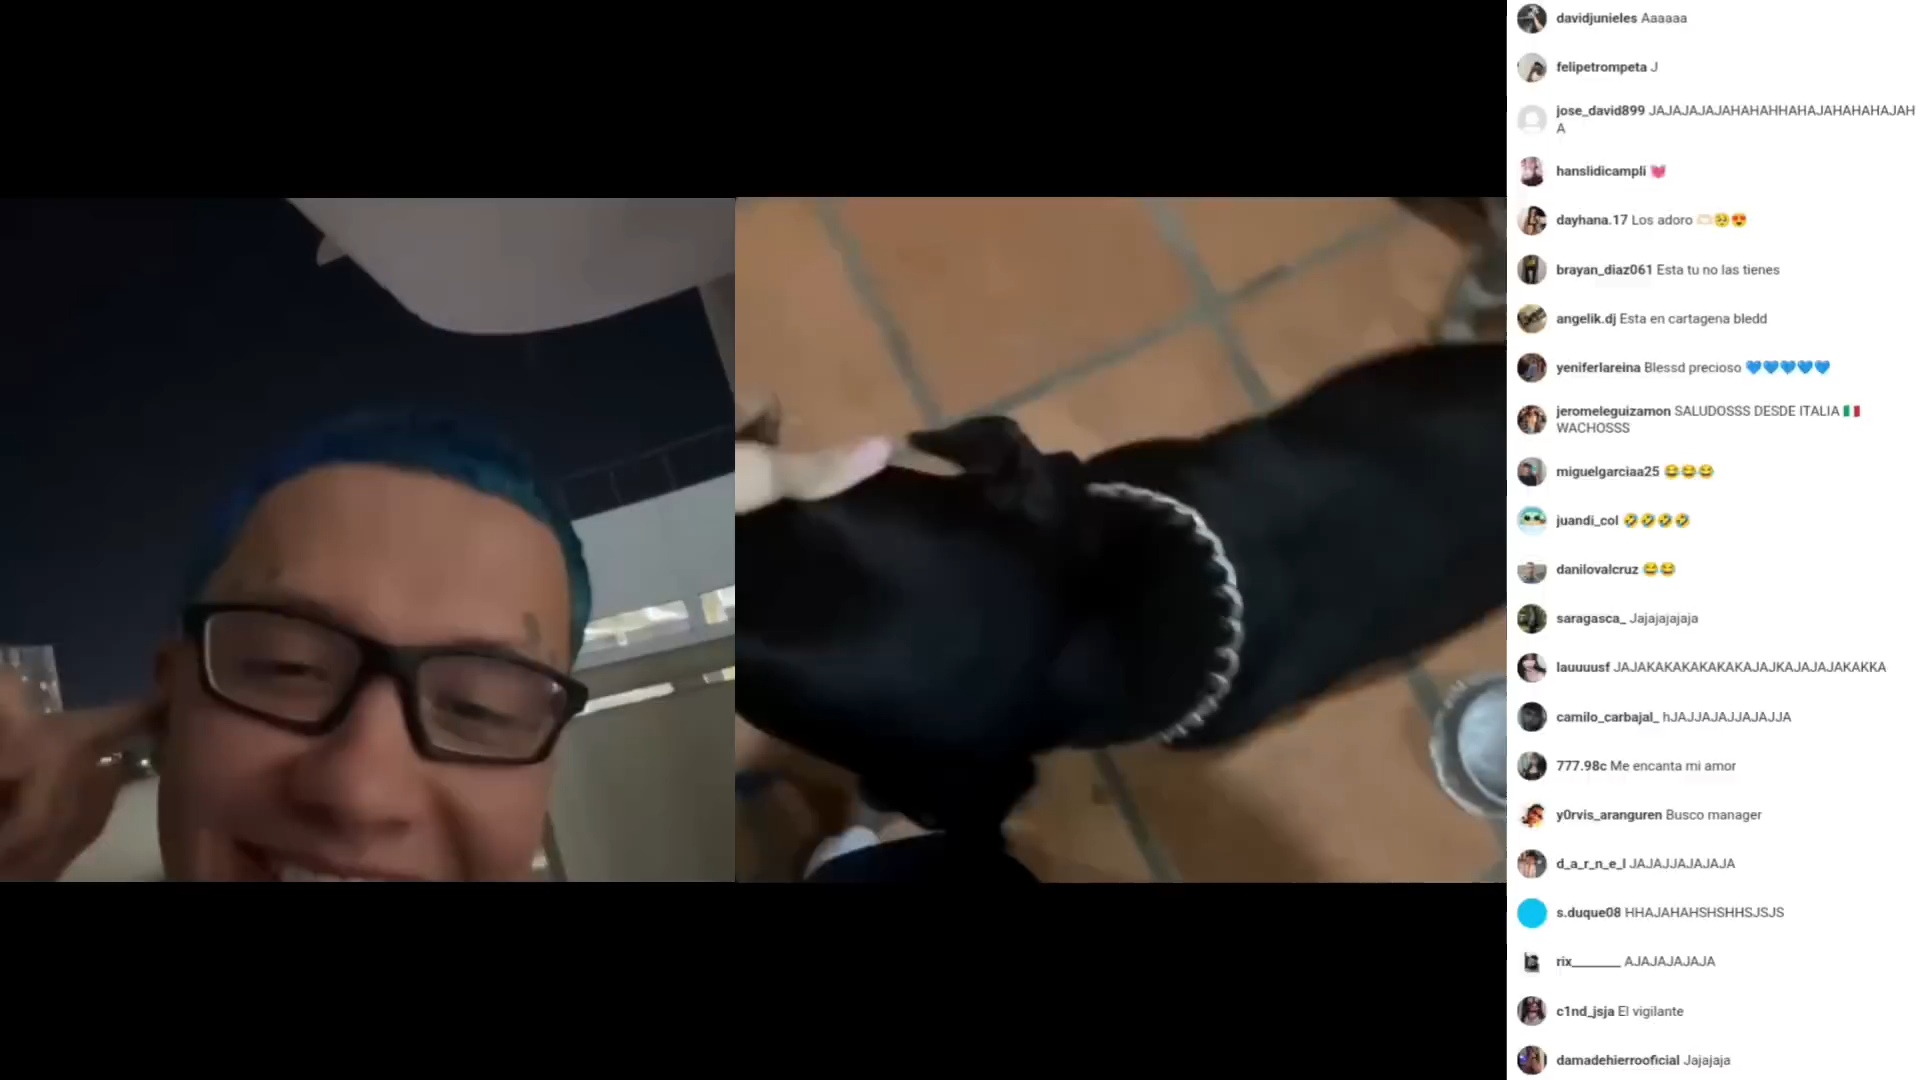 davidjunieles Aaaaaa
felipetrompeta J
jose_david899 JAJAJAJAJAHAHAHHAHAJAHAHAHAJAH
A
hanslidicampli 💓
dayhana.17 Los adoro 🫶🏻🥺😍
brayan_diaz061 Esta tu no las tienes
angelik.dj Esta en cartagena bledd
yeniferlareina Blessd precioso 💙💙💙💙💙
jeromeleguizamon SALUDOSSS DESDE ITALIA 🇮🇹
WACHOSSS
miguelgarciaa25 😂😂😂
juandi_col 🤣🤣🤣🤣
danilovalcruz 😂😂
saragasca_ Jajajajajaja
lauuuusf JAJAKAKAKAKAKAKAJAJKAJAJAJAKAKKA
camilo_carbajal_ hJAJJAJAJJAJAJJA
777.98c Me encanta mi amor
y0rvis_aranguren Busco manager
d_a_r_n_e_l JAJAJJAJAJAJA
s.duque08 HHAJAHAHSHSHHSJSJS
rix________ AJAJAJAJAJA
c1nd_jsja El vigilante
damadehierrooficial Jajajaja